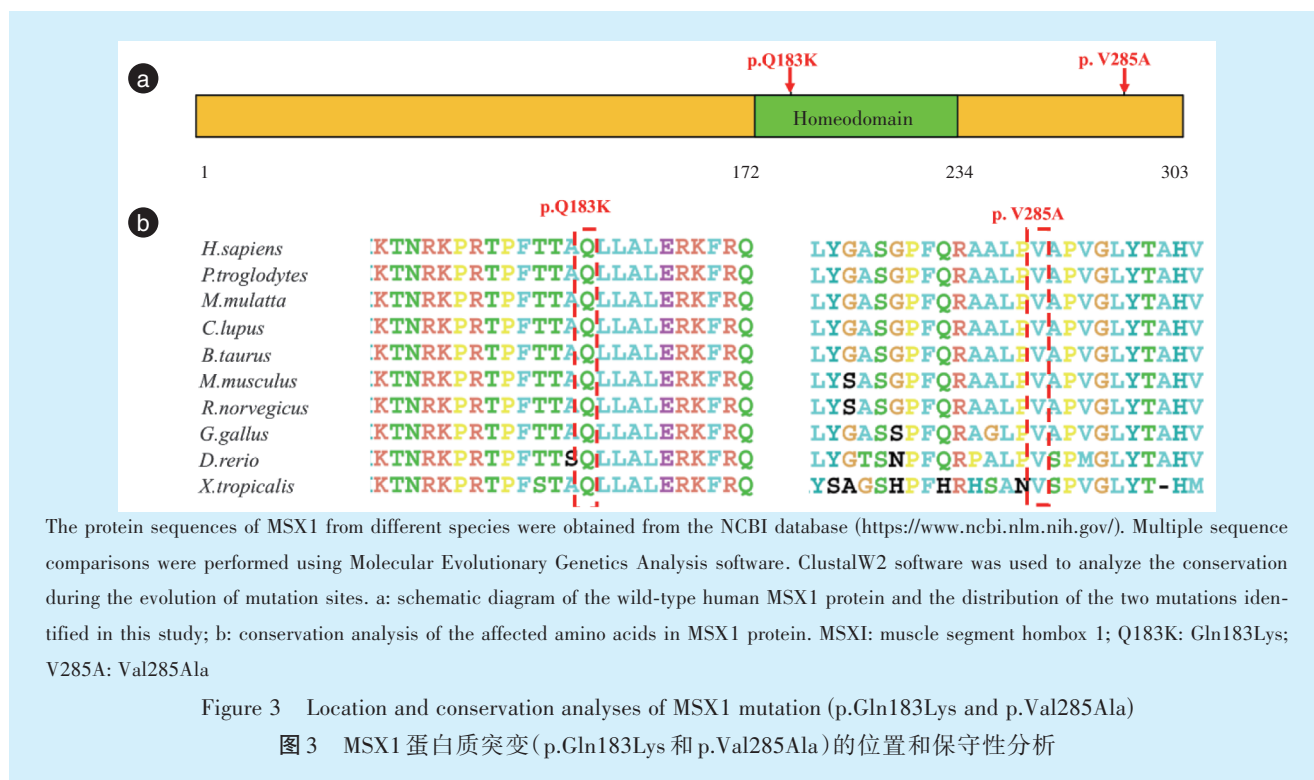 a
p.Q183K p. V285A
Homeodomain
1 172 234 303
b
p.Q183K p. V285A
H.sapiens KTNRKPRTPFTTAQLLALERKFRQ LYGASGPFQRAALPVAPVGLYTAHV
P.troglodytes KTNRKPRTPFTTAQLLALERKFRQ LYGASGPFQRAALPVAPVGLYTAHV
M.mulatta KTNRKPRTPFTTAQLLALERKFRQ LYGASGPFQRAALPVAPVGLYTAHV
C.lupus KTNRKPRTPFTTAQLLALERKFRQ LYGASGPFQRAALPVAPVGLYTAHV
B.taurus KTNRKPRTPFTTAQLLALERKFRQ LYGASGPFQRAALPVAPVGLYTAHV
M.musculus KTNRKPRTPFTTAQLLALERKFRQ LYSASGPFQRAALPVAPVGLYTAHV
R.norvegicus KTNRKPRTPFTTAQLLALERKFRQ LYSASGPFQRAALPVAPVGLYTAHV
G.gallus KTNRKPRTPFTTAQLLALERKFRQ LYGASSPFQRAGLPVAPVGLYTAHV
D.rerio KTNRKPRTPFTTSQLLALERKFRQ LYGTSNPFQRPALPVSPMGLYTAHV
X.tropicalis KTNRKPRTPFSTAQLLALERKFRQ YSAGSHPFHRHSANVSPVGLYT-HM
The protein sequences of MSX1 from different species were obtained from the NCBI database (https://www.ncbi.nlm.nih.gov/). Multiple sequence
comparisons were performed using Molecular Evolutionary Genetics Analysis software. ClustalW2 software was used to analyze the conservation
during the evolution of mutation sites. a: schematic diagram of the wild-type human MSX1 protein and the distribution of the two mutations iden-
tified in this study; b: conservation analysis of the affected amino acids in MSX1 protein. MSXI: muscle segment hombox 1; Q183K: Gln183Lys;
V285A: Val285Ala
Figure 3 Location and conservation analyses of MSX1 mutation (p.Gln183Lys and p.Val285Ala)
图3 MSX1蛋白质突变(p.Gln183Lys和p.Val285Ala)的位置和保守性分析